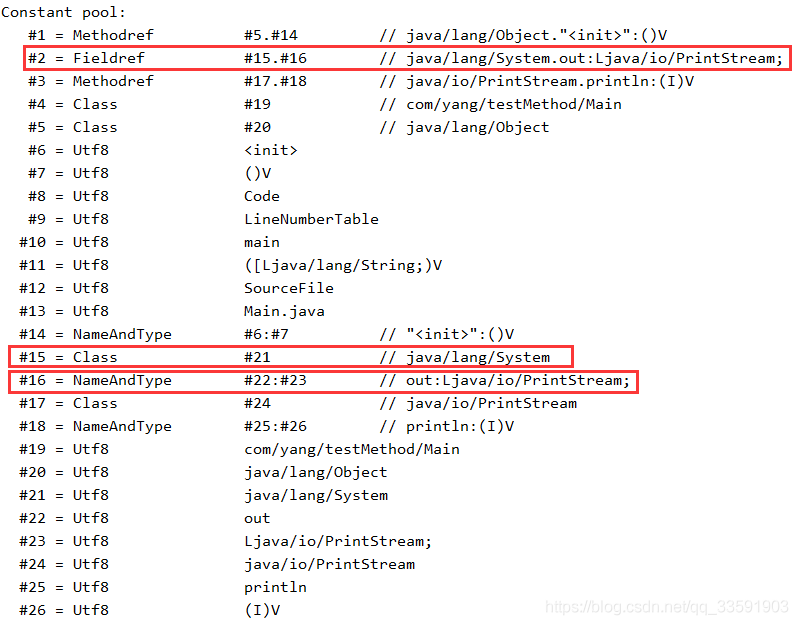 Constant pool:
#1 = Methodref #5.#14 // java/lang/Object."<init>":()V
#2 = Fieldref #15.#16 // java/lang/System.out:Ljava/io/PrintStream;
#3 = Methodref #17.#18 // java/io/PrintStream.println:(I)V
#4 = Class #19 // com/yang/testMethod/Main
#5 = Class #20 // java/lang/Object
#6 = Utf8 <init>
#7 = Utf8 ()V
#8 = Utf8 Code
#9 = Utf8 LineNumberTable
#10 = Utf8 main
#11 = Utf8 ([Ljava/lang/String;)V
#12 = Utf8 SourceFile
#13 = Utf8 Main.java
#14 = NameAndType #6:#7 // "<init>":()V
#15 = Class #21 // java/lang/System
#16 = NameAndType #22:#23 // out:Ljava/io/PrintStream;
#17 = Class #24 // java/io/PrintStream
#18 = NameAndType #25:#26 // println:(I)V
#19 = Utf8 com/yang/testMethod/Main
#20 = Utf8 java/lang/Object
#21 = Utf8 java/lang/System
#22 = Utf8 out
#23 = Utf8 Ljava/io/PrintStream;
#24 = Utf8 java/io/PrintStream
#25 = Utf8 println
#26 = Utf8 (I)V
https://blog.csdn.net/qq_33591903